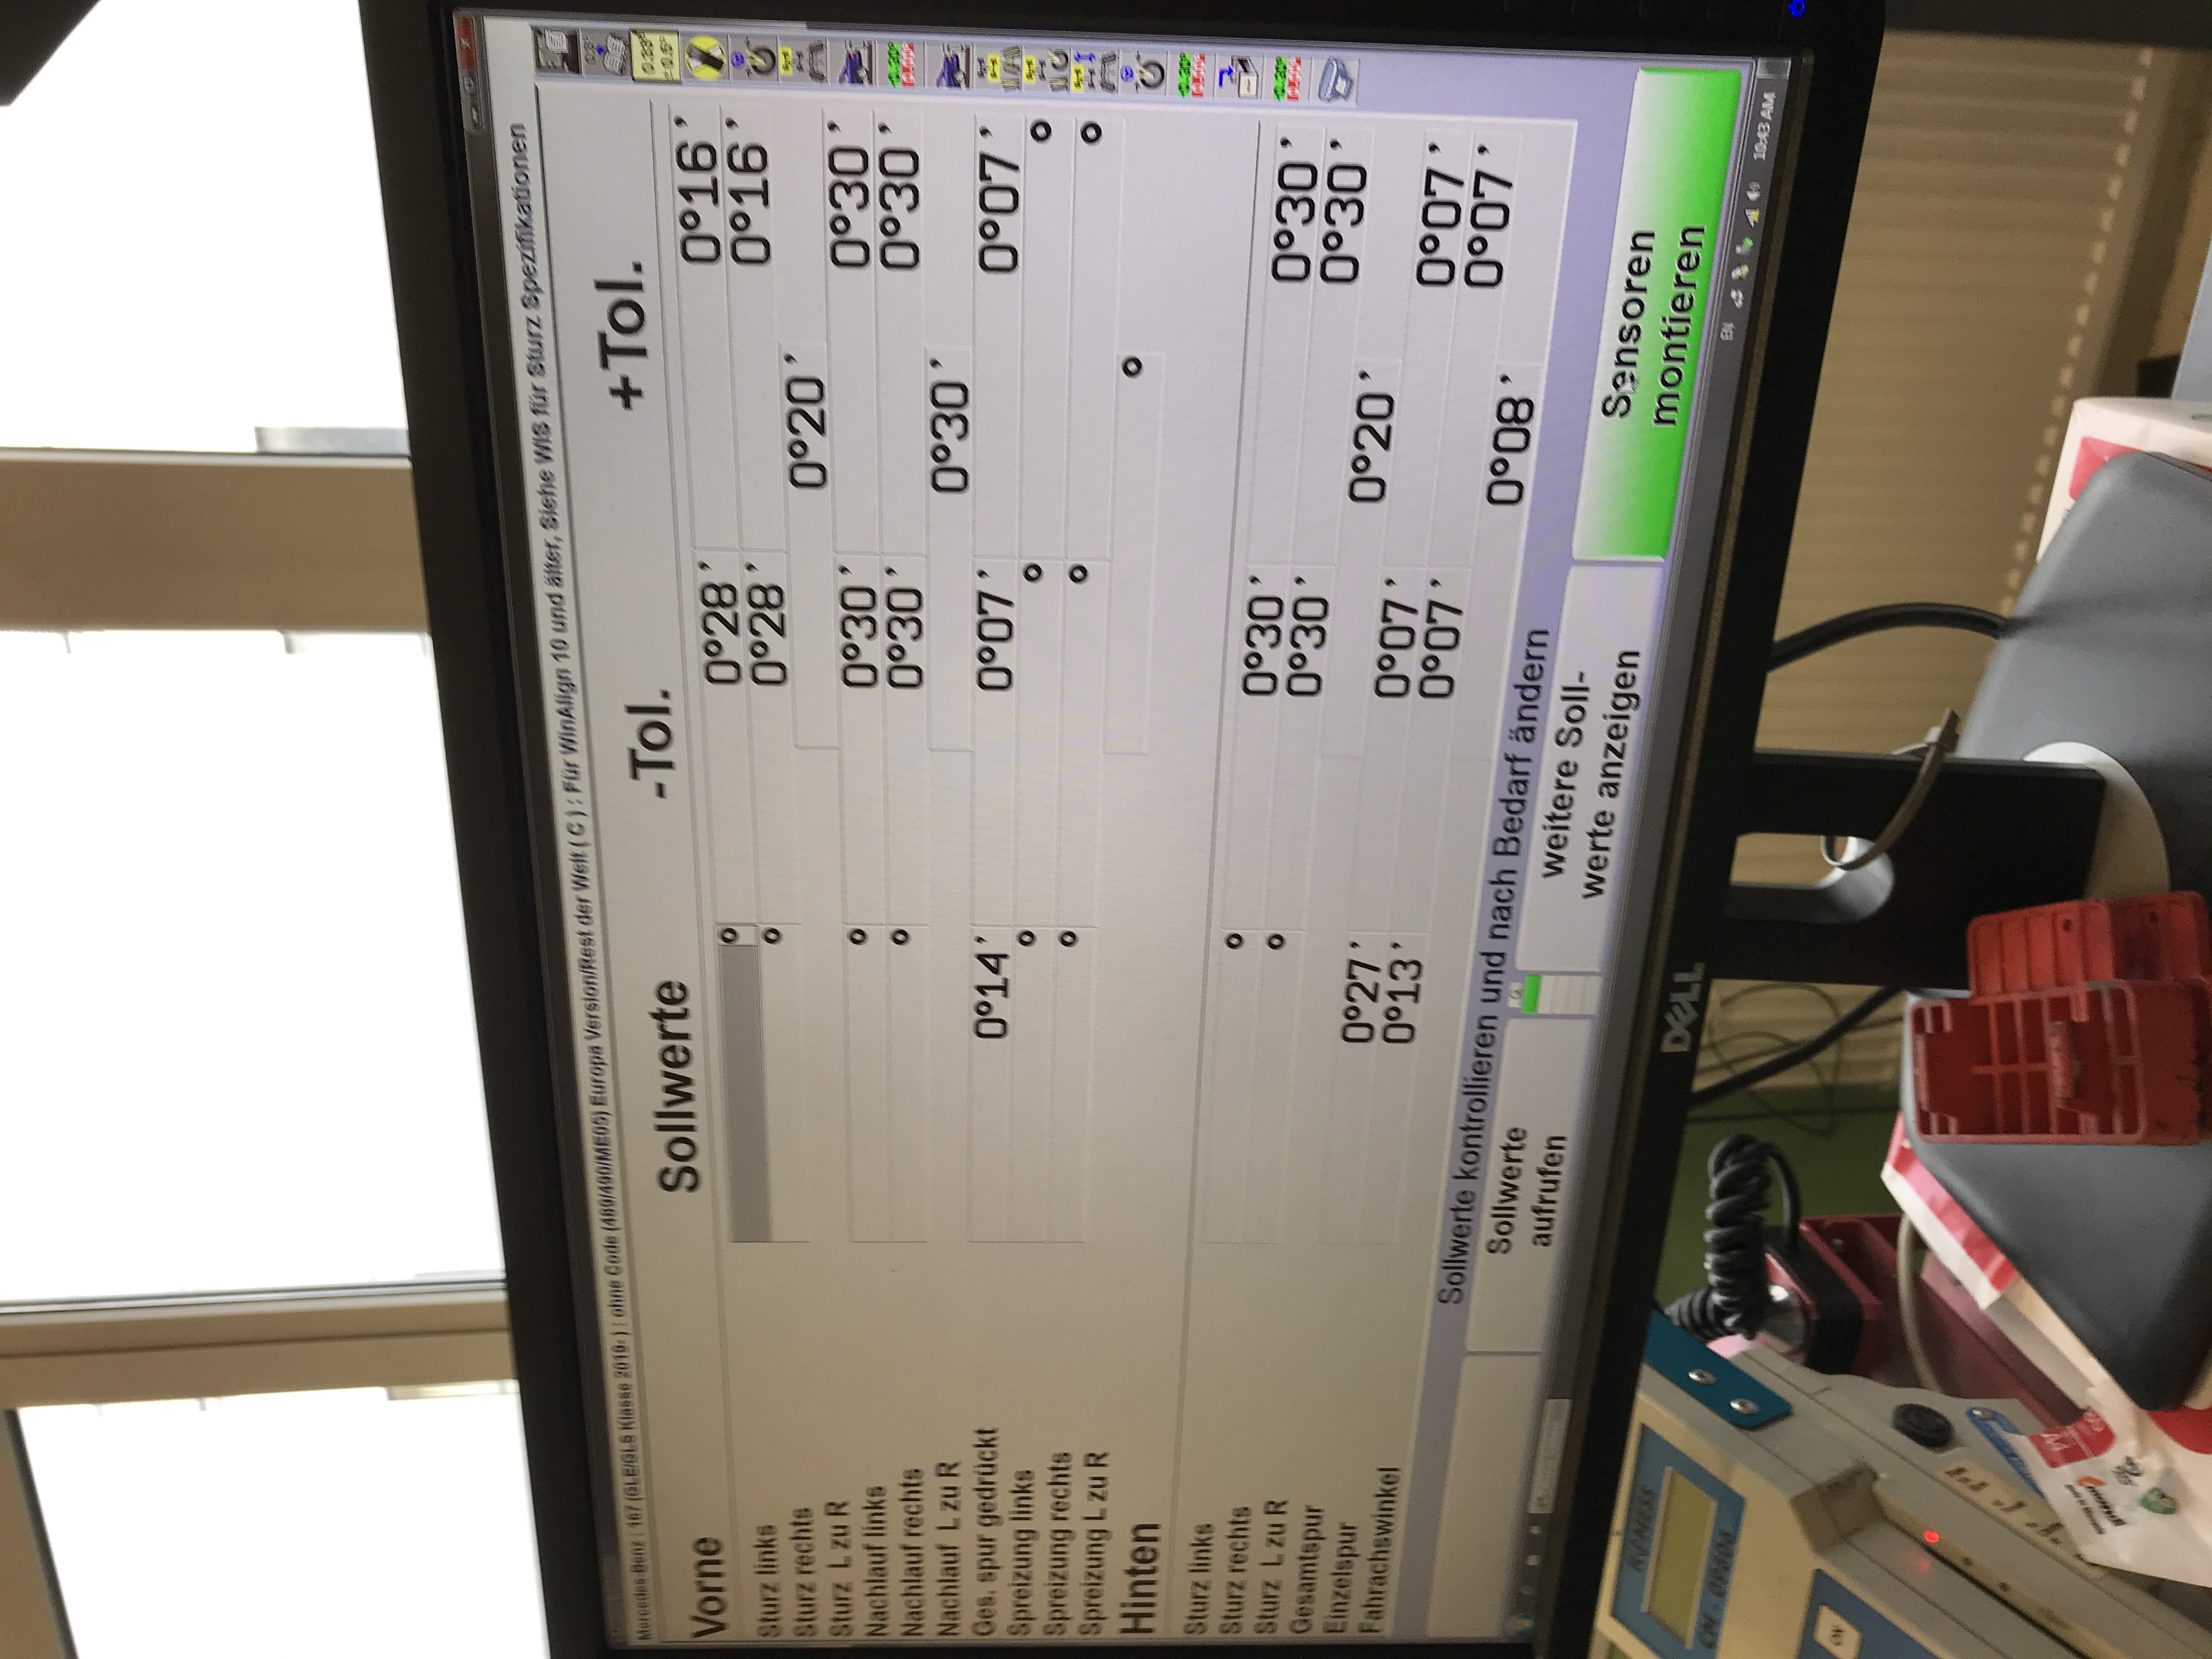 Mercedes-Benz : 167 (GLE/GLS Klasse 2019- ) : ohne Code (489/490/ME05) Europa Version/Rest der Welt ( C ) ; Für WinAlign 10 und älter, Siehe WIS für Sturz Spezifikationen
Vorne Sollwerte -Tol. +Tol.
Sturz links ° 0°28' 0°16'
Sturz rechts ° 0°28' 0°16'
Sturz L zu R 0°20'
Nachlauf links ° 0°30' 0°30'
Nachlauf rechts ° 0°30' 0°30'
Nachlauf L zu R 0°30'
Ges. spur gedrückt 0°14' 0°07' 0°07'
Spreizung links ° ° °
Spreizung rechts ° ° °
Spreizung L zu R °
Hinten
Sturz links ° 0°30' 0°30'
Sturz rechts ° 0°30' 0°30'
Sturz L zu R 0°20'
Gesamtspur 0°27' 0°07' 0°07'
Einzelspur 0°13' 0°07' 0°07'
Fahrachswinkel 0°08'
Sollwerte kontrollieren und nach Bedarf ändern
Sollwerte
aufrufen
weitere Soll-
werte anzeigen
Sensoren
montieren
EN 10:43 AM
DELL
ON